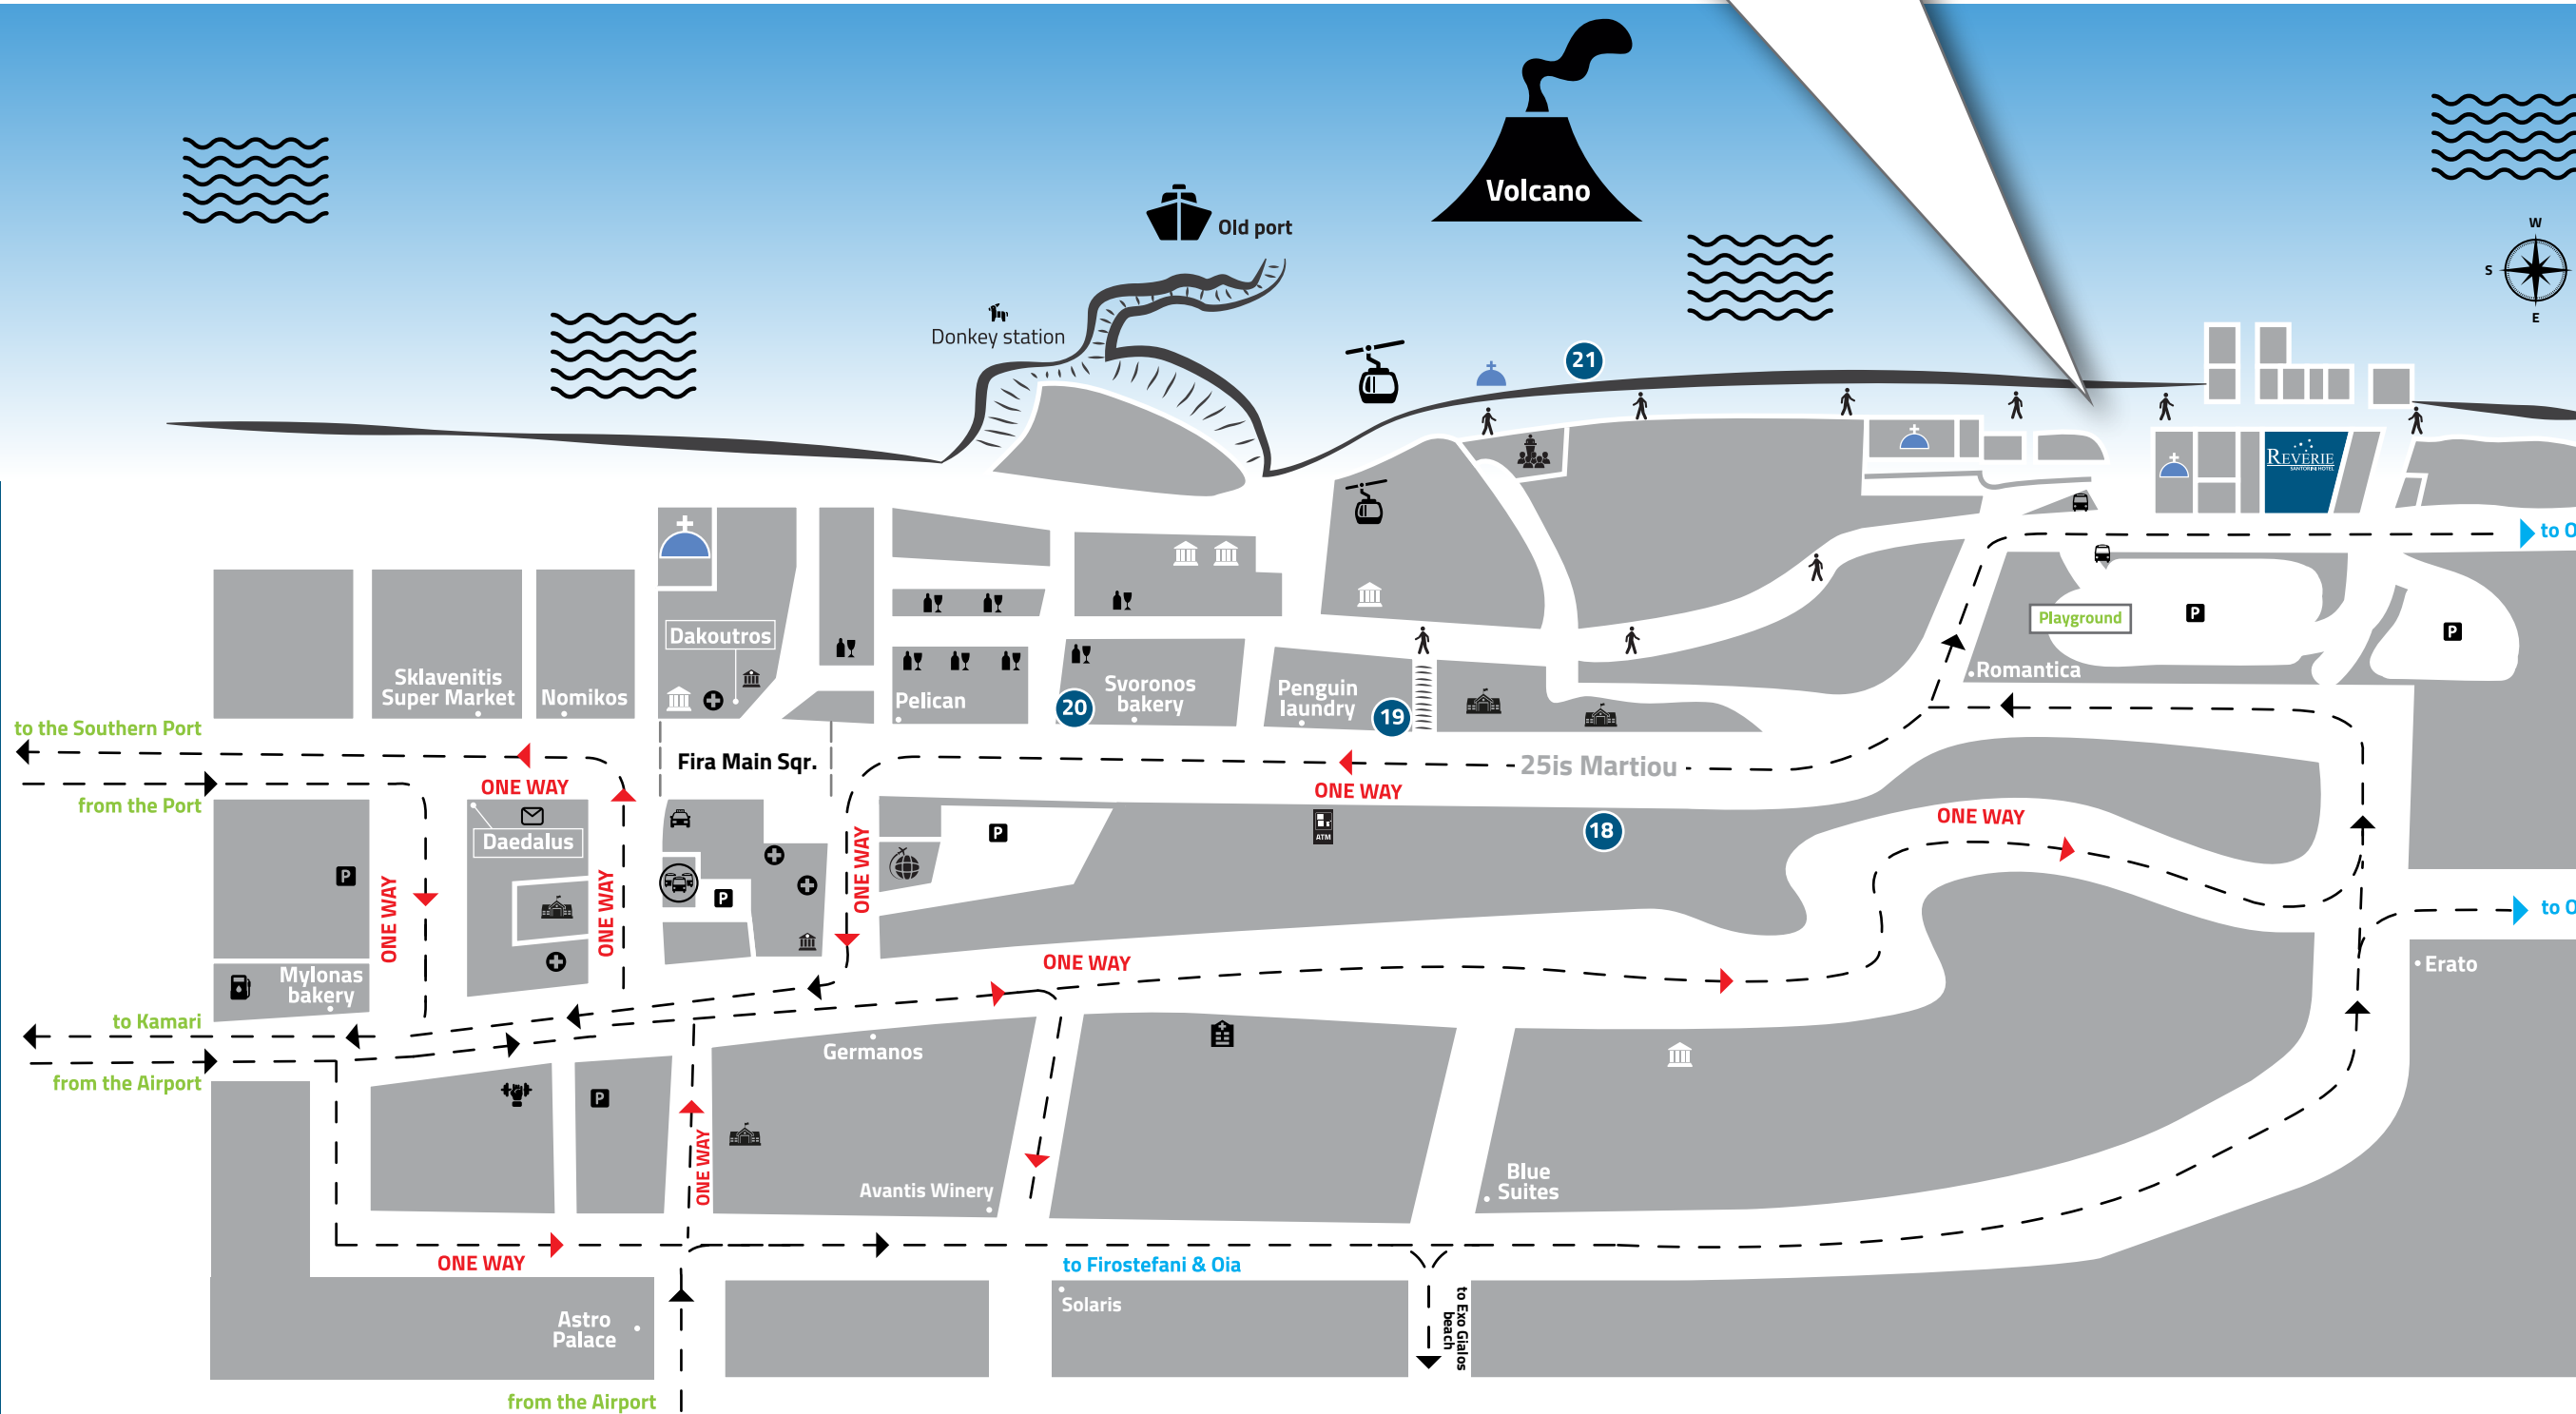 Volcano
Old port
Donkey station
W
S
E
21
REVERIE
SANTORINI HOTEL
to O
Playground
P
P
Romantica
Dakoutros
Sklavenitis
Super Market
Nomikos
Pelican
20
Svoronos
bakery
Penguin
laundry
19
to the Southern Port
Fira Main Sqr.
25is Martiou
ONE WAY
ONE WAY
from the Port
Daedalus
P
ATM
18
ONE WAY
P
P
ONE WAY
ONE WAY
ONE WAY
to O
Erato
Mylonas
bakery
ONE WAY
to Kamari
from the Airport
Germanos
P
ONE WAY
Avantis Winery
Blue
Suites
ONE WAY
to Firostefani & Oia
Solaris
to Exo Gialos
beach
Astro
Palace
from the Airport